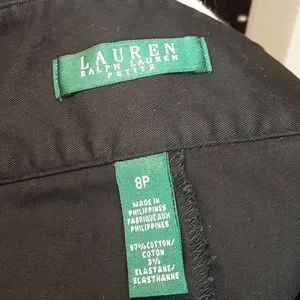 LAUREN
RALPH LAUREN
PETITE
8P
MADE IN
PHILIPPINES
FABRIQUE AUX
PHILIPPINES
97% COTTON/
COTON
3%
ELASTANE/
ELASTHANNE